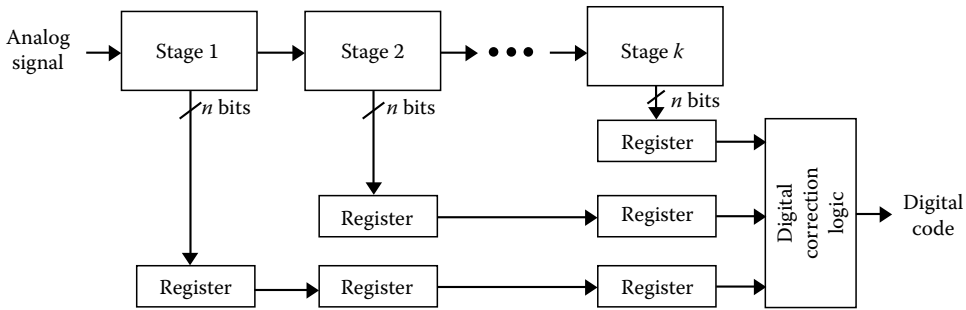 Analog
signal
Stage 1
Stage 2
Stage k
n bits
n bits
n bits
Register
Register
Register
Register
Register
Register
Digital
correction
logic
Digital
code